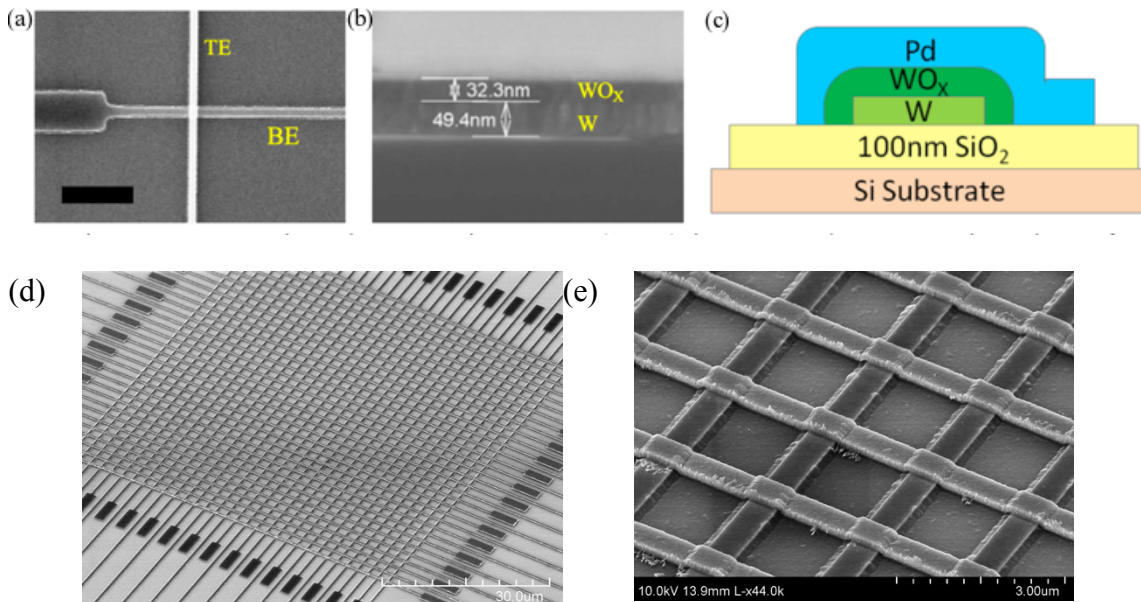 (a)
TE
BE
(b)
32.3nm
WOX
49.4nm
W
(c)
Pd
WOX
W
100nm SiO2
Si Substrate
(d)
30.0um
(e)
10.0kV 13.9mm L-x44.0k
3.00um